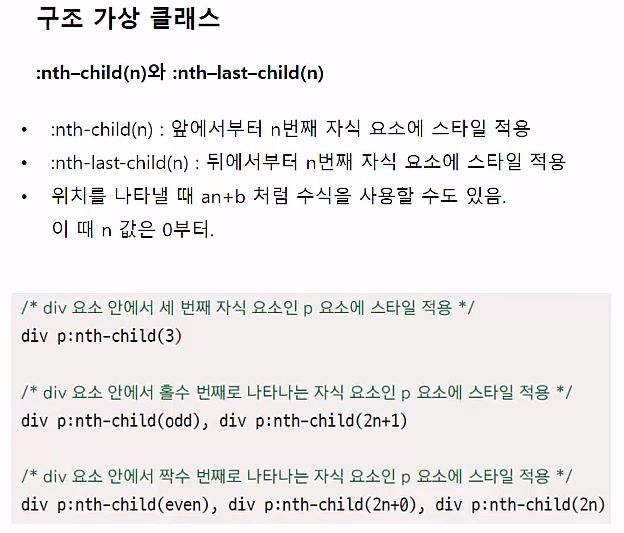 구조 가상 클래스
:nth-child(n)와 :nth-last-child(n)
• :nth-child(n) : 앞에서부터 n번째 자식 요소에 스타일 적용
• :nth-last-child(n) : 뒤에서부터 n번째 자식 요소에 스타일 적용
• 위치를 나타낼 때 an+b 처럼 수식을 사용할 수도 있음.
이 때 n 값은 0부터.
/* div 요소 안에서 세 번째 자식 요소인 p 요소에 스타일 적용 */
div p:nth-child(3)
/* div 요소 안에서 홀수 번째로 나타나는 자식 요소인 p 요소에 스타일 적용 */
div p:nth-child(odd), div p:nth-child(2n+1)
/* div 요소 안에서 짝수 번째로 나타나는 자식 요소인 p 요소에 스타일 적용 */
div p:nth-child(even), div p:nth-child(2n+0), div p:nth-child(2n)